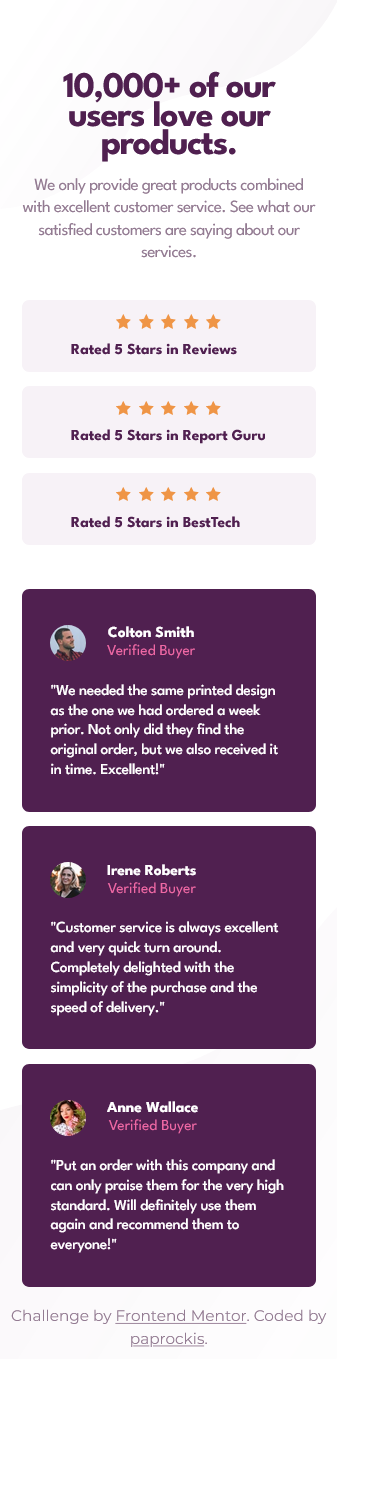 10,000+ of our
users love our
products.
We only provide great products combined
with excellent customer service. See what our
satisfied customers are saying about our
services.
Rated 5 Stars in Reviews
Rated 5 Stars in Report Guru
Rated 5 Stars in BestTech
Colton Smith
Verified Buyer
"We needed the same printed design
as the one we had ordered a week
prior. Not only did they find the
original order, but we also received it
in time. Excellent!"
Irene Roberts
Verified Buyer
"Customer service is always excellent
and very quick turn around.
Completely delighted with the
simplicity of the purchase and the
speed of delivery."
Anne Wallace
Verified Buyer
"Put an order with this company and
can only praise them for the very high
standard. Will definitely use them
again and recommend them to
everyone!"
Challenge by Frontend Mentor. Coded by
paprockis.